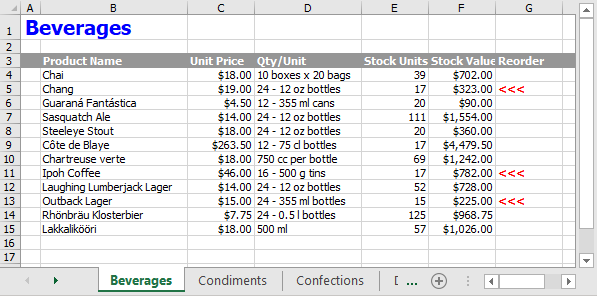 A B C D E F G
1 Beverages
2
3 Product Name Unit Price Qty/Unit Stock Units Stock Value Reorder
4 Chai $18.00 10 boxes x 20 bags 39 $702.00
5 Chang $19.00 24 - 12 oz bottles 17 $323.00 <<<
6 Guaraná Fantástica $4.50 12 - 355 ml cans 20 $90.00
7 Sasquatch Ale $14.00 24 - 12 oz bottles 111 $1,554.00
8 Steeleye Stout $18.00 24 - 12 oz bottles 20 $360.00
9 Côte de Blaye $263.50 12 - 75 cl bottles 17 $4,479.50
10 Chartreuse verte $18.00 750 cc per bottle 69 $1,242.00
11 Ipoh Coffee $46.00 16 - 500 g tins 17 $782.00 <<<
12 Laughing Lumberjack Lager $14.00 24 - 12 oz bottles 52 $728.00
13 Outback Lager $15.00 24 - 355 ml bottles 15 $225.00 <<<
14 Rhönbräu Klosterbier $7.75 24 - 0.5 l bottles 125 $968.75
15 Lakkalikööri $18.00 500 ml 57 $1,026.00
16
17
Beverages Condiments Confections ...